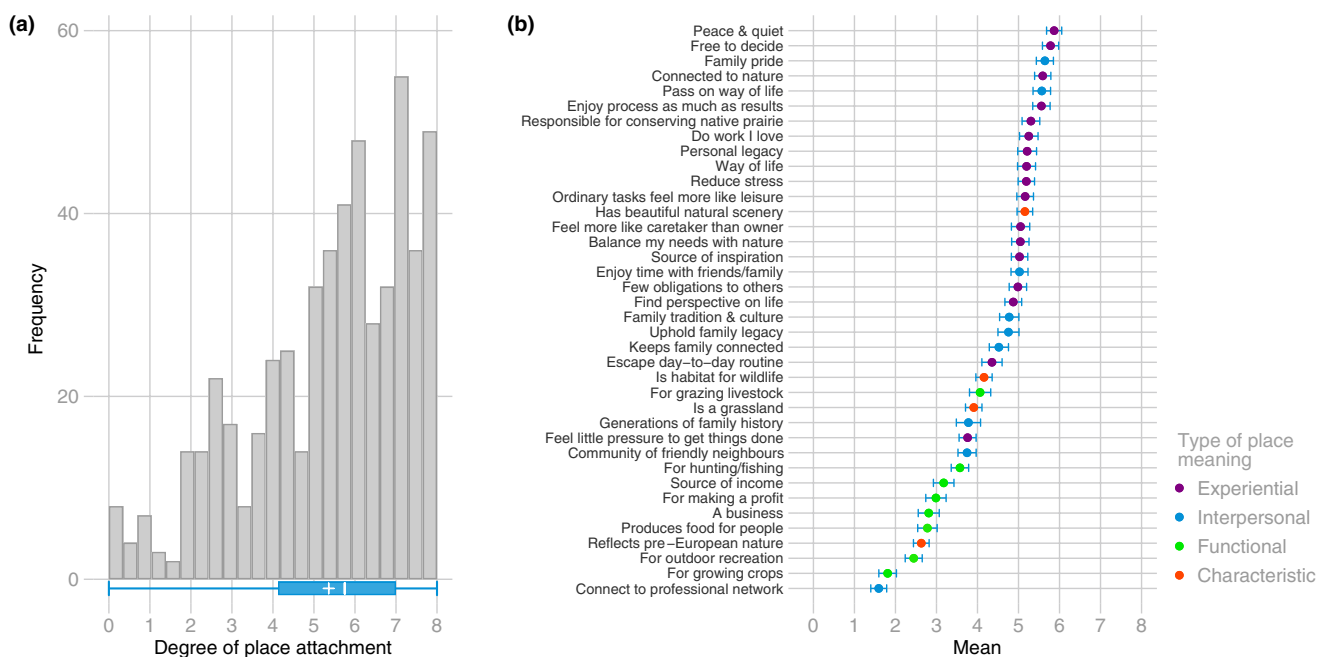 (a)
60
40
20
0
Frequency
0 1 2 3 4 5 6 7 8
Degree of place attachment
(b)
Peace & quiet
Free to decide
Family pride
Connected to nature
Pass on way of life
Enjoy process as much as results
Responsible for conserving native prairie
Do work I love
Personal legacy
Way of life
Reduce stress
Ordinary tasks feel more like leisure
Has beautiful natural scenery
Feel more like caretaker than owner
Balance my needs with nature
Source of inspiration
Enjoy time with friends/family
Few obligations to others
Find perspective on life
Family tradition & culture
Uphold family legacy
Keeps family connected
Escape day−to−day routine
Is habitat for wildlife
For grazing livestock
Is a grassland
Generations of family history
Feel little pressure to get things done
Community of friendly neighbours
For hunting/fishing
Source of income
For making a profit
A business
Produces food for people
Reflects pre−European nature
For outdoor recreation
For growing crops
Connect to professional network
0 1 2 3 4 5 6 7 8
Mean
Type of place
meaning
Experiential
Interpersonal
Functional
Characteristic